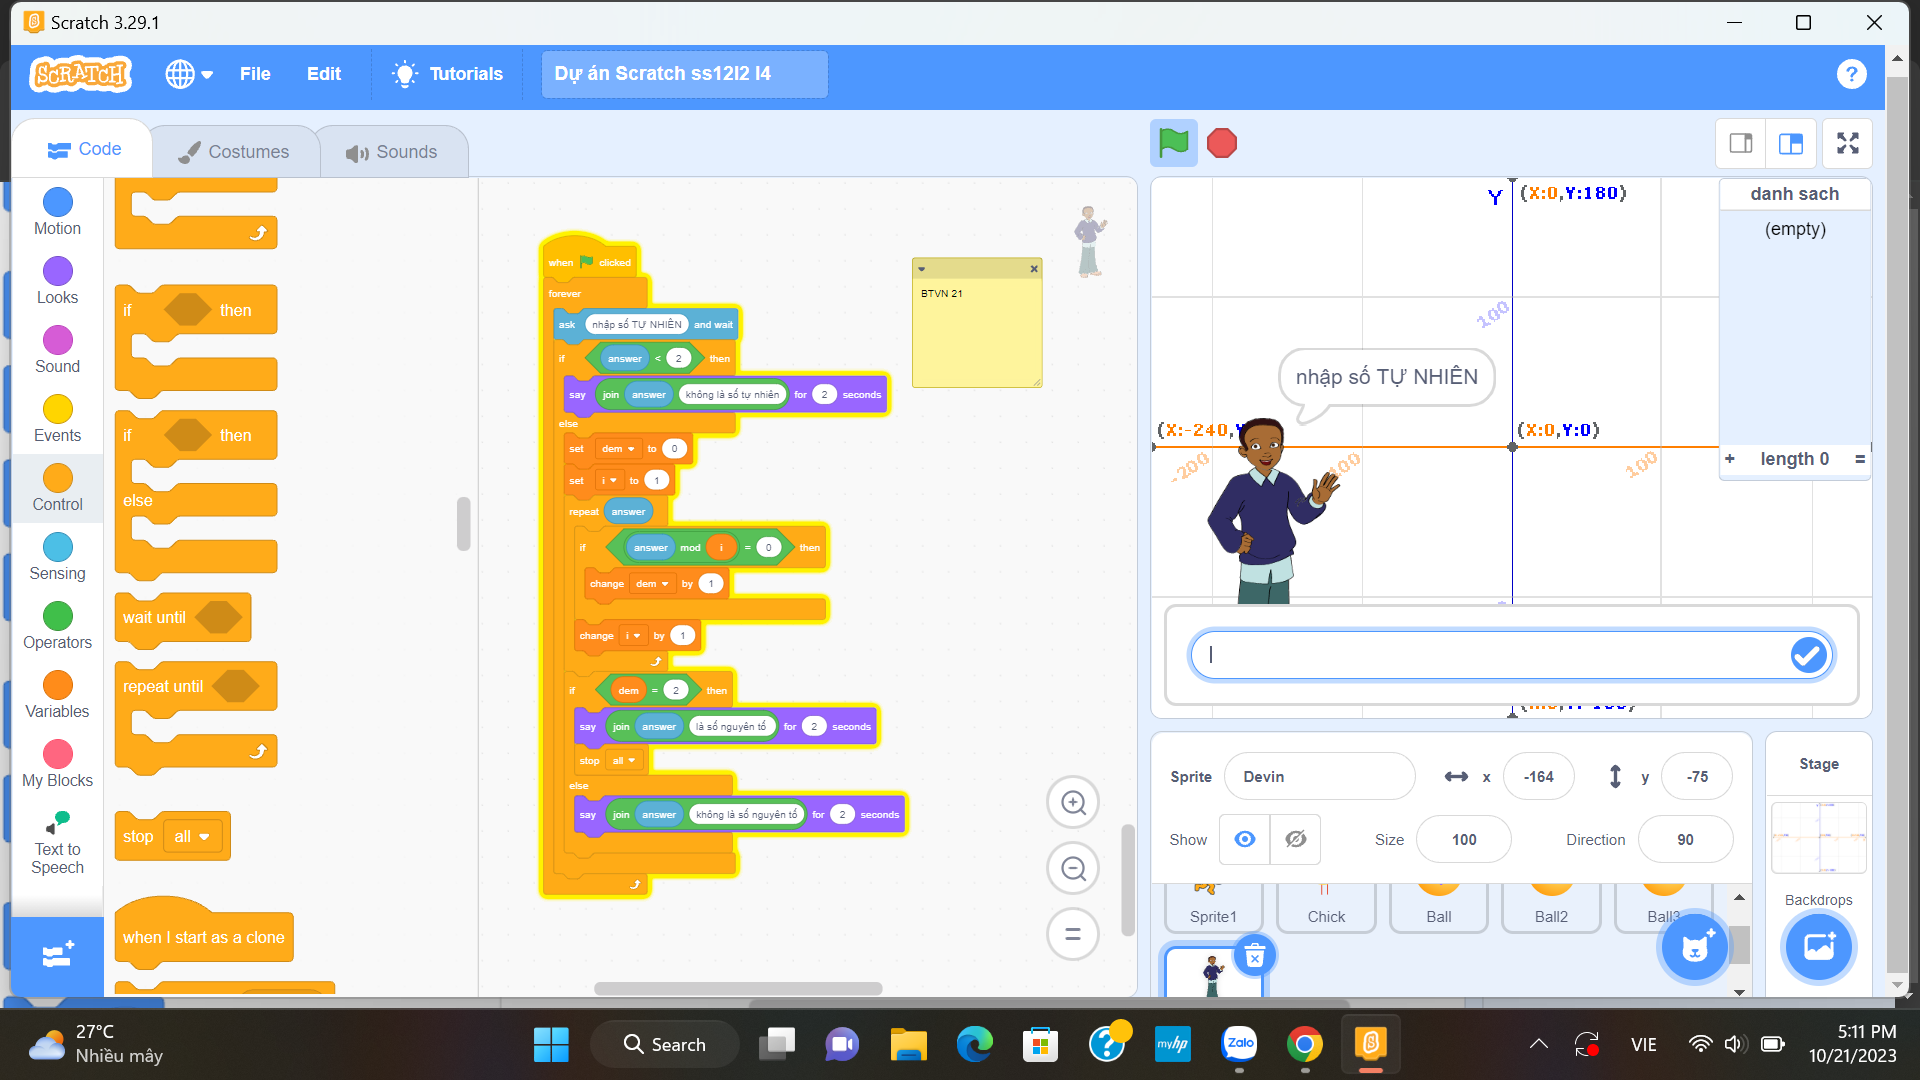 Scratch 3.29.1
SCRATCH
File
Edit
Tutorials
Dự án Scratch ss12l2 l4
?
Code
Costumes
Sounds
Motion
Looks
Sound
Events
Control
Sensing
Operators
Variables
My Blocks
Text to
Speech
if then
if then
else
wait until
repeat until
stop all
when I start as a clone
when clicked
forever
ask nhập số TỰ NHIÊN and wait
if answer < 2 then
say join answer không là số tự nhiên for 2 seconds
else
set dem to 0
set i to 1
repeat answer
if answer mod i = 0 then
change dem by 1
change i by 1
if dem = 2 then
say join answer là số nguyên tố for 2 seconds
stop all
else
say join answer không là số nguyên tố for 2 seconds
BTVN 21
Y (X:0,Y:180)
danh sach
(empty)
+ length 0 =
100
nhập số TỰ NHIÊN
(X:-240,Y
(X:0,Y:0)
-200
-100
100
Sprite Devin x -164 y -75
Show Size 100 Direction 90
Sprite1
Chick
Ball
Ball2
Ball3
Stage
Backdrops
27°C
Nhiều mây
Search
myhp
Zalo
VIE
5:11 PM
10/21/2023